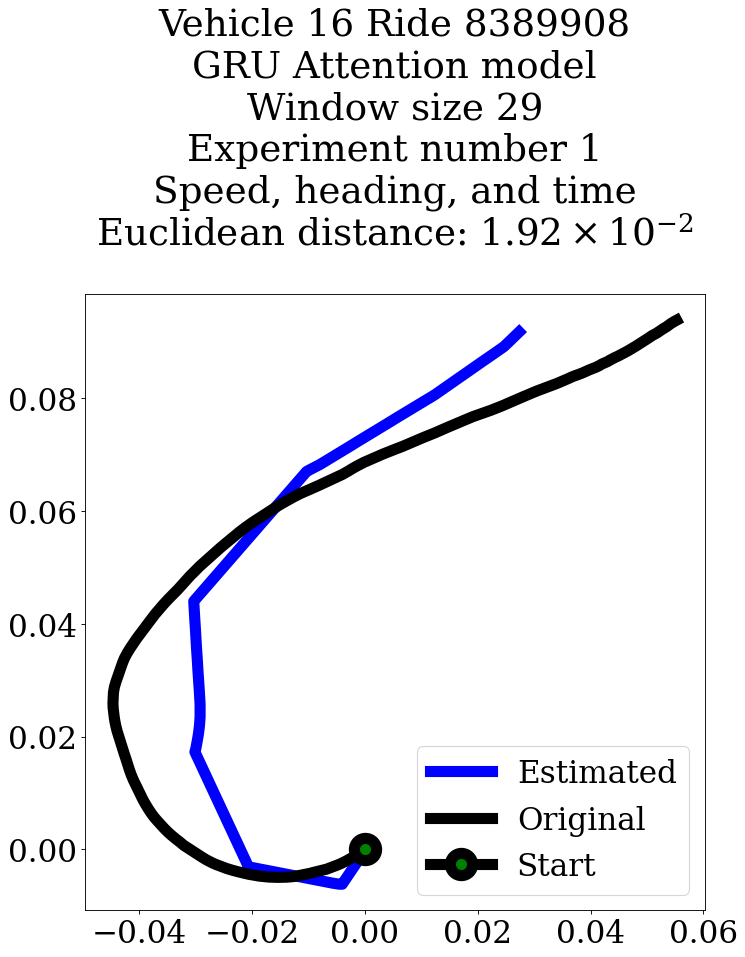 Vehicle 16 Ride 8389908
GRU Attention model
Window size 29
Experiment number 1
Speed, heading, and time
Euclidean distance: 1.92 × 10⁻²
0.08
0.06
0.04
0.02
0.00
Estimated
Original
Start
−0.04 −0.02 0.00 0.02 0.04 0.06